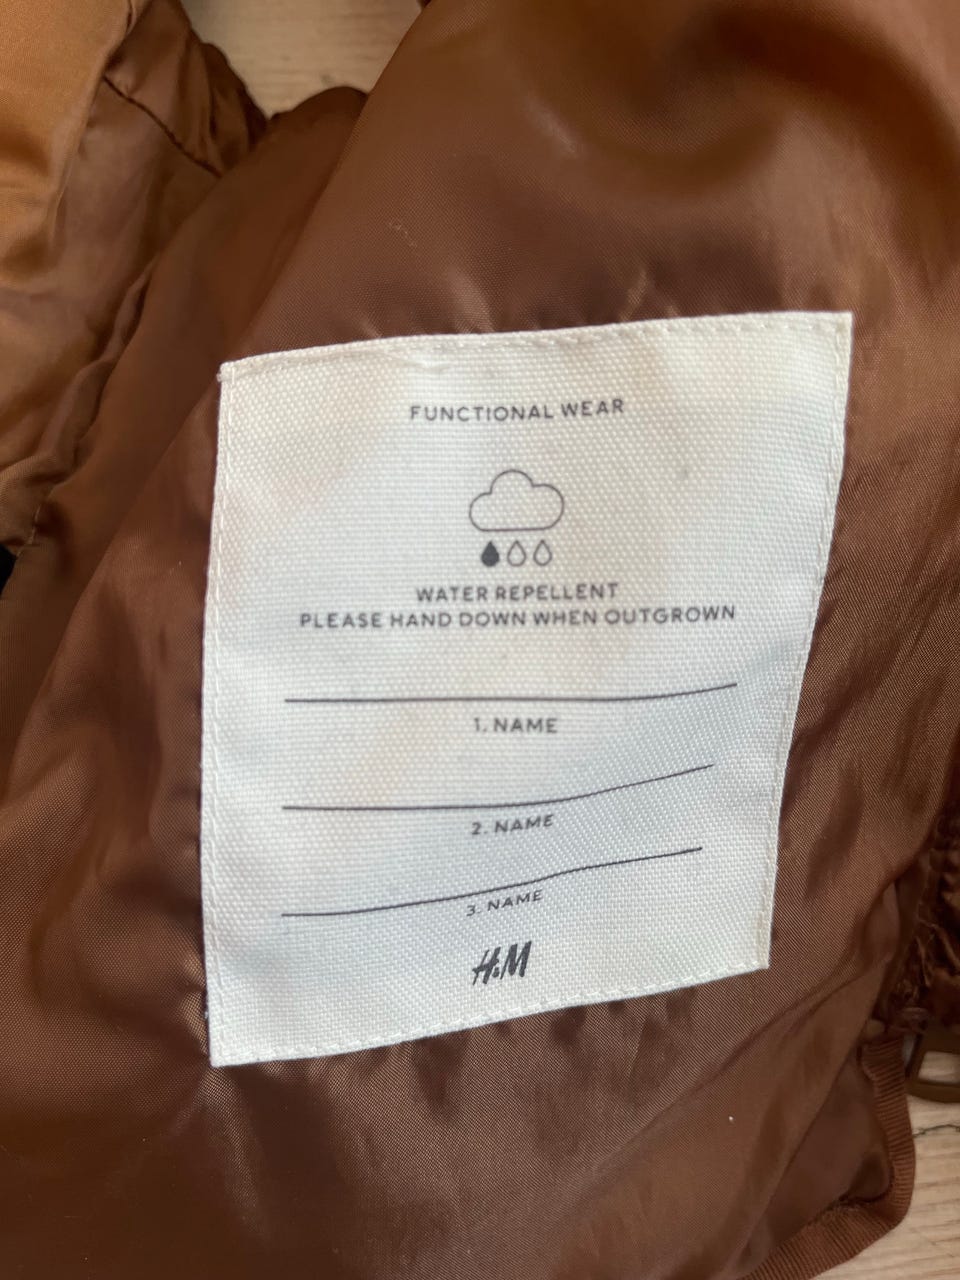 FUNCTIONAL WEAR
WATER REPELLENT
PLEASE HAND DOWN WHEN OUTGROWN
1. NAME
2. NAME
3. NAME
H&M